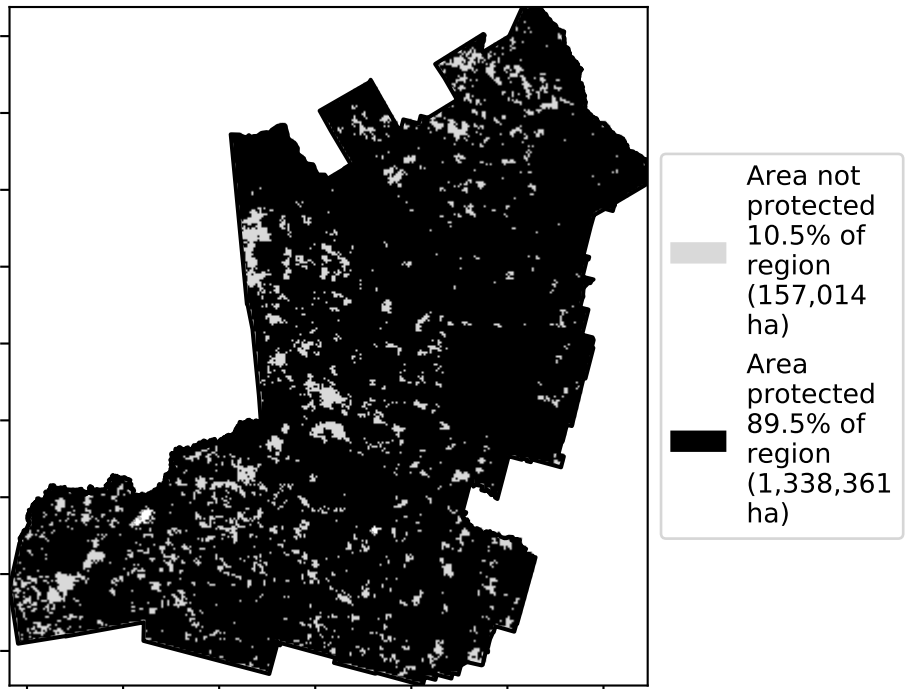 Area not
protected
10.5% of
region
(157,014
ha)
Area
protected
89.5% of
region
(1,338,361
ha)